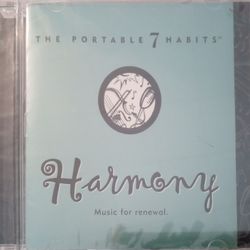 THE PORTABLE 7 HABITS™
Harmony
Music for renewal.